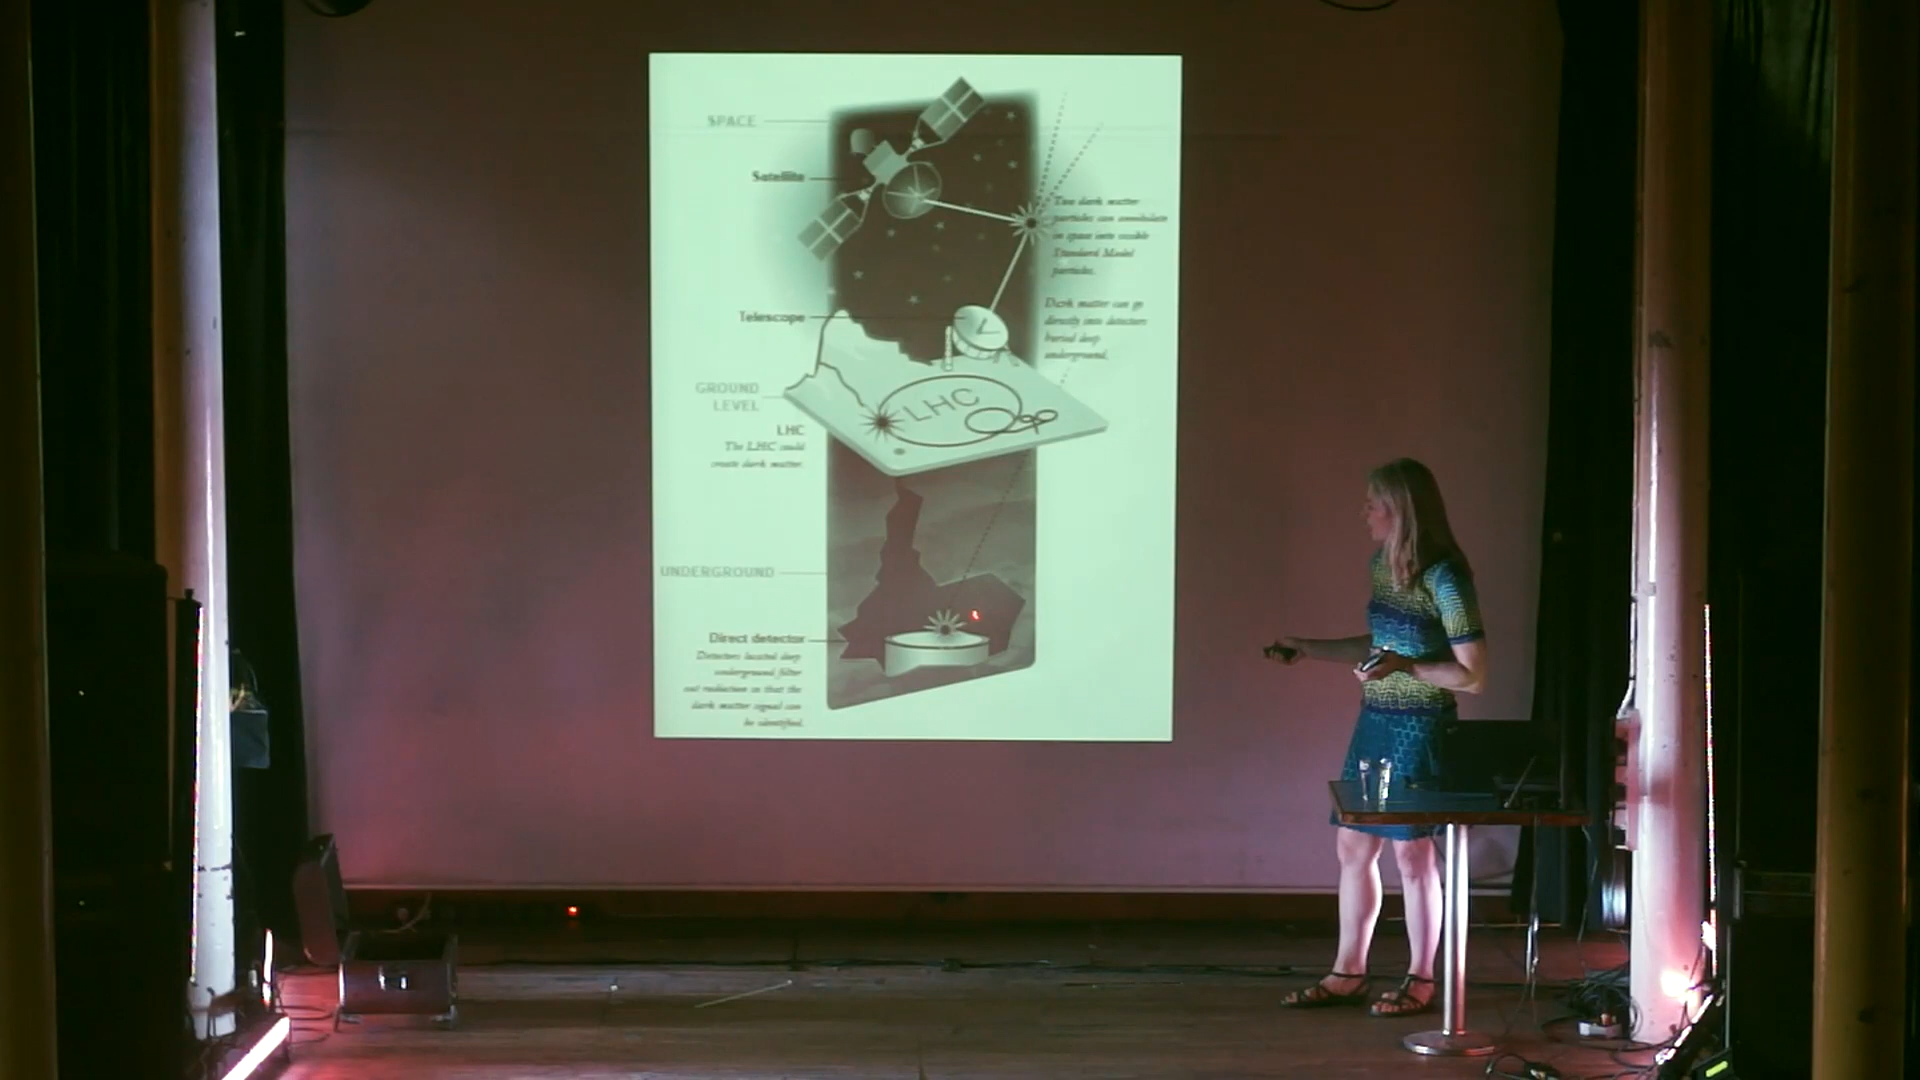 SPACE
Satellite
Two dark matter
particles can annihilate
in space into visible
Standard Model
particles.
Telescope
Dark matter can go
directly into detectors
buried deep
underground.
GROUND
LEVEL
LHC
LHC
The LHC could
create dark matter.
UNDERGROUND
Direct detector
Detectors located deep
underground filter
out radiation so that the
dark matter signal can
be identified.